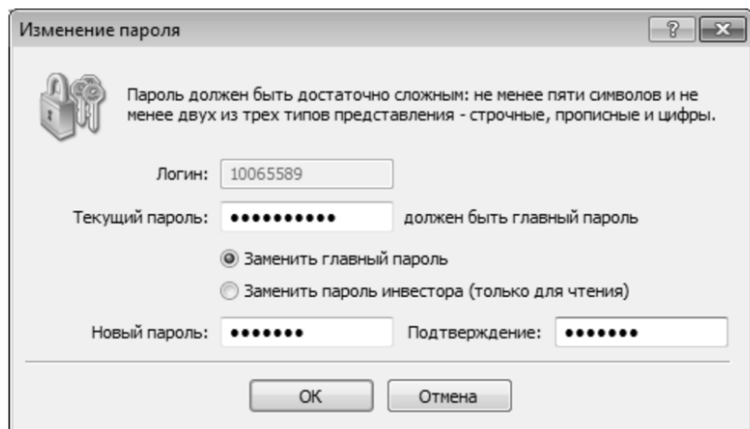 Изменение пароля
Пароль должен быть достаточно сложным: не менее пяти символов и не
менее двух из трех типов представления - строчные, прописные и цифры.
Логин: 10065589
Текущий пароль: ●●●●●●●●●● должен быть главный пароль
Заменить главный пароль
Заменить пароль инвестора (только для чтения)
Новый пароль: ●●●●●●● Подтверждение: ●●●●●●●
OK Отмена